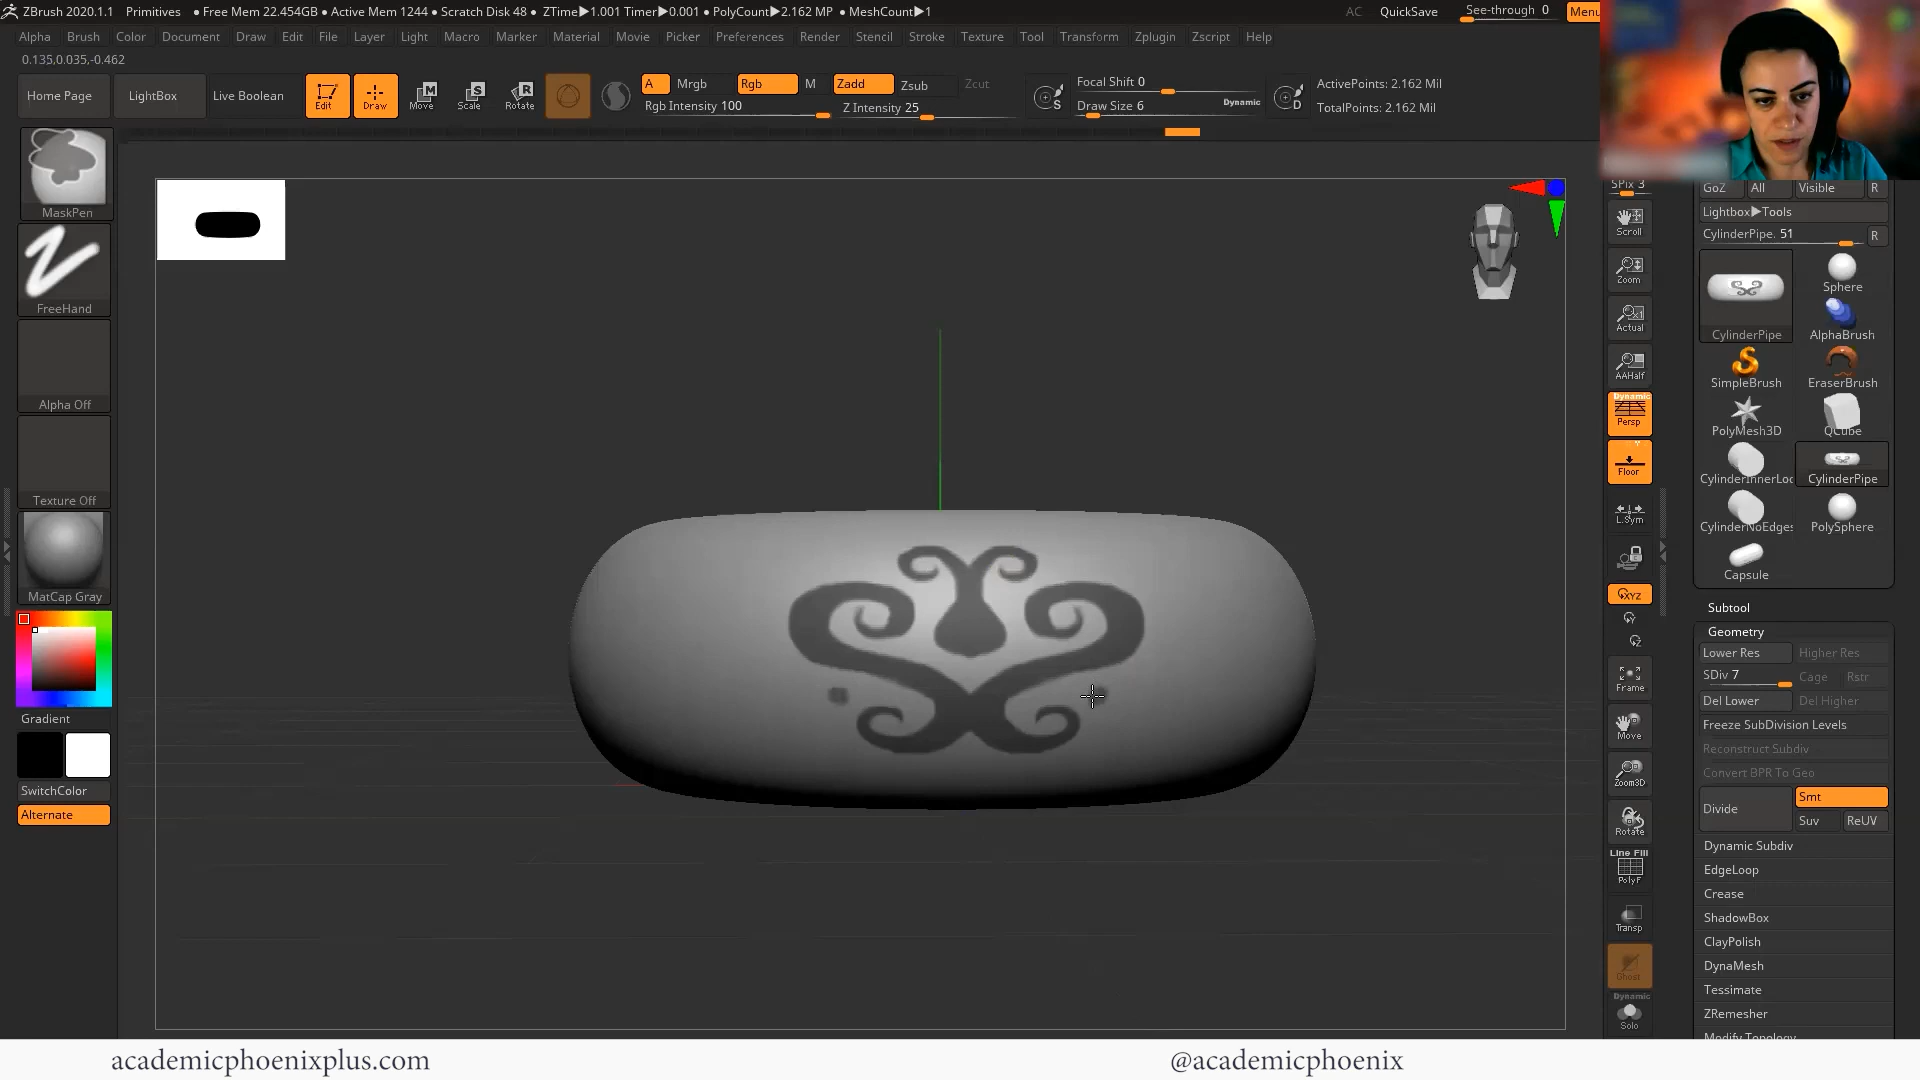 ZBrush 2020.1.1 Primitives • Free Mem 22.454GB • Active Mem 1244 • Scratch Disk 48 • ZTime▶1.001 Timer▶0.001 • PolyCount▶2.162 MP • MeshCount▶1 AC QuickSave See-through 0 Menu
Alpha Brush Color Document Draw Edit File Layer Light Macro Marker Material Movie Picker Preferences Render Stencil Stroke Texture Tool Transform Zplugin Zscript Help
0.135,0.035,-0.462
Home Page LightBox Live Boolean Edit Draw Move Scale Rotate
M S R
A Mrgb Rgb M Zadd Zsub Zcut
Rgb Intensity 100 Z Intensity 25
S Focal Shift 0
Draw Size 6 Dynamic
D ActivePoints: 2.162 Mil
TotalPoints: 2.162 Mil
MaskPen
FreeHand
Alpha Off
Texture Off
MatCap Gray
Gradient
SwitchColor
Alternate
SPix 3
Scroll
Zoom
Actual
AAHalf
Dynamic
Persp
Floor
L.Sym
XYZ
Y
Z
Frame
Move
Zoom3D
Rotate
Line Fill
PolyF
Transp
Ghost
Dynamic
Solo
GoZ All Visible R
Lightbox▶Tools
CylinderPipe. 51 R
CylinderPipe Sphere
AlphaBrush
SimpleBrush EraserBrush
PolyMesh3D QCube
CylinderInnerLoc CylinderPipe
CylinderNoEdges PolySphere
Capsule
Subtool
Geometry
Lower Res Higher Res
SDiv 7 Cage Rstr
Del Lower Del Higher
Freeze SubDivision Levels
Reconstruct Subdiv
Convert BPR To Geo
Divide Smt
Suv ReUV
Dynamic Subdiv
EdgeLoop
Crease
ShadowBox
ClayPolish
DynaMesh
Tessimate
ZRemesher
Modify Topology
academicphoenixplus.com @academicphoenix